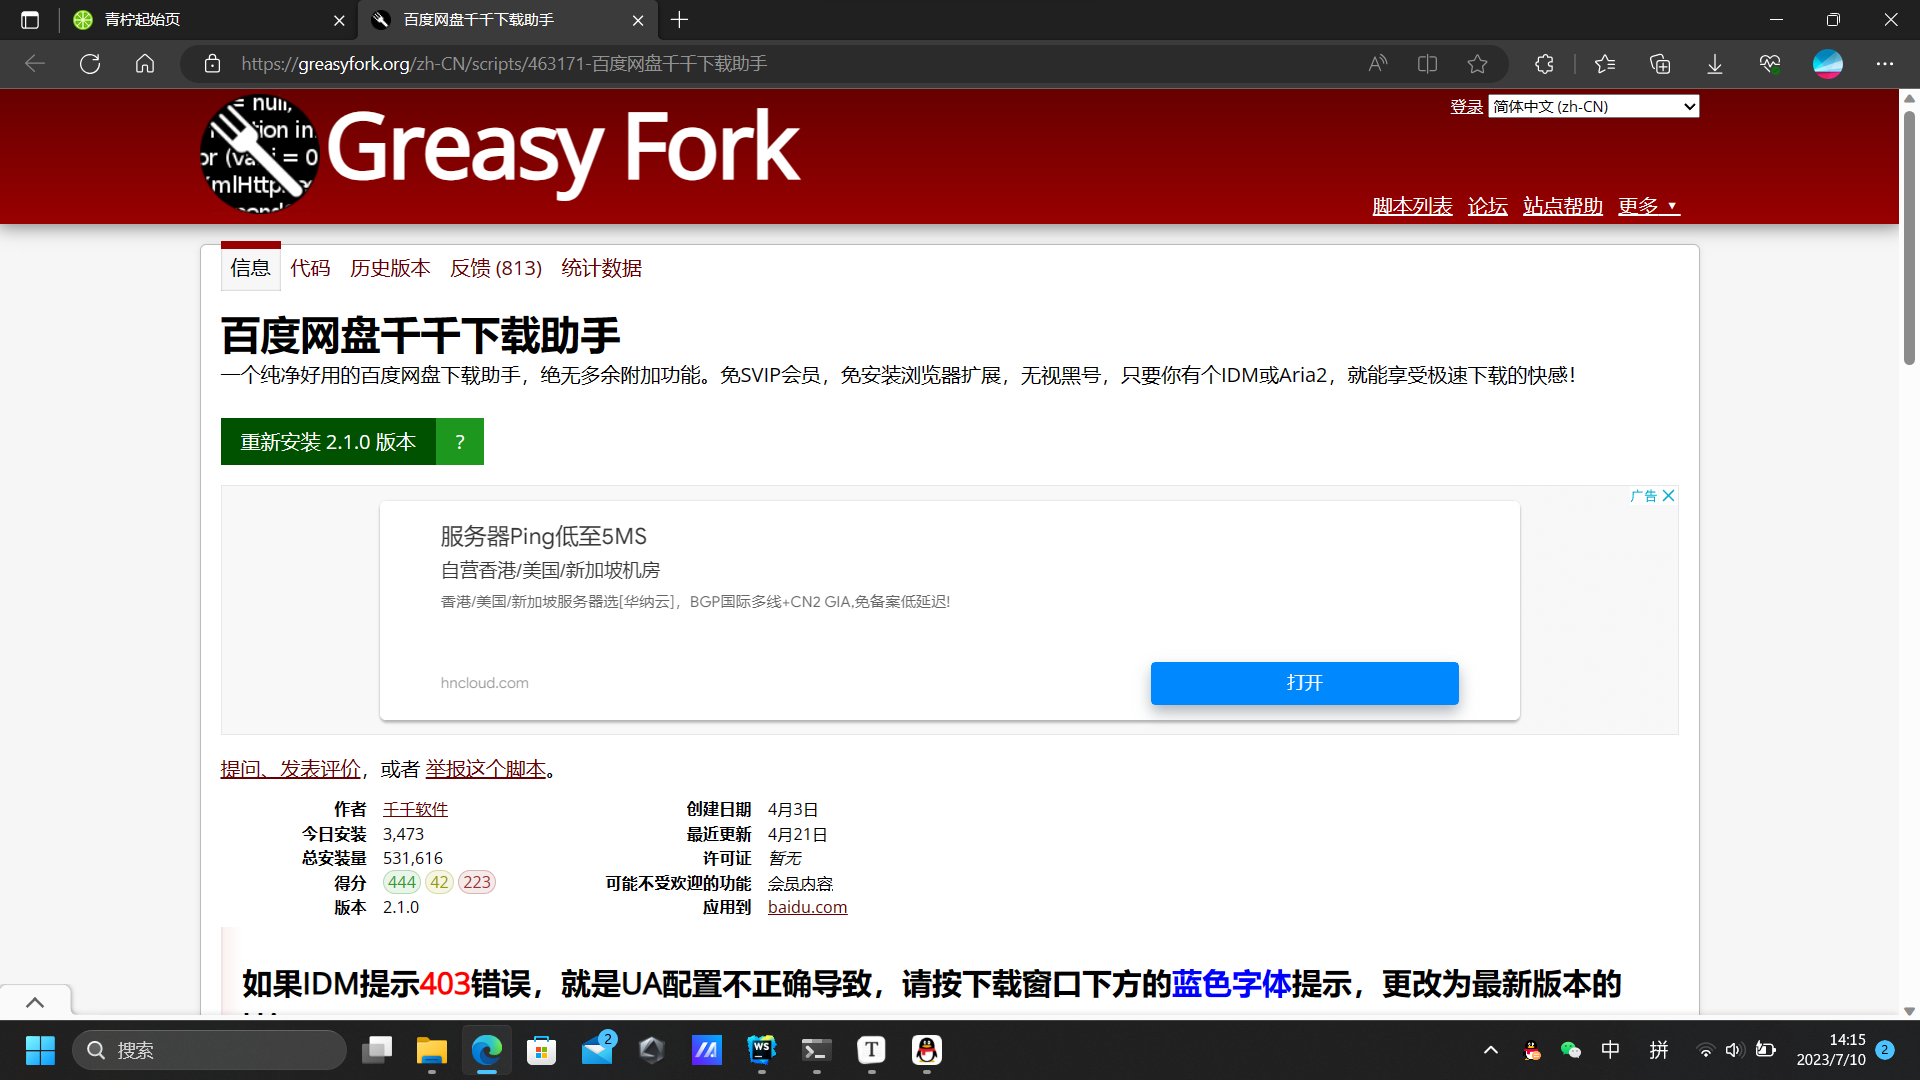 青柠起始页
百度网盘千千下载助手
https://greasyfork.org/zh-CN/scripts/463171-百度网盘千千下载助手
Greasy Fork
登录 简体中文 (zh-CN)
脚本列表 论坛 站点帮助 更多
信息 代码 历史版本 反馈 (813) 统计数据
百度网盘千千下载助手
一个纯净好用的百度网盘下载助手，绝无多余附加功能。免SVIP会员，免安装浏览器扩展，无视黑号，只要你有个IDM或Aria2，就能享受极速下载的快感！
重新安装 2.1.0 版本 ?
广告
服务器Ping低至5MS
自营香港/美国/新加坡机房
香港/美国/新加坡服务器选[华纳云]，BGP国际多线+CN2 GIA,免备案低延迟!
hncloud.com
打开
提问、发表评价，或者 举报这个脚本。
作者 千千软件 创建日期 4月3日
今日安装 3,473 最近更新 4月21日
总安装量 531,616 许可证 暂无
得分 444 42 223 可能不受欢迎的功能 会员内容
版本 2.1.0 应用到 baidu.com
如果IDM提示403错误，就是UA配置不正确导致，请按下载窗口下方的蓝色字体提示，更改为最新版本的
搜索
2
WS
T
中
拼
14:15
2023/7/10
2